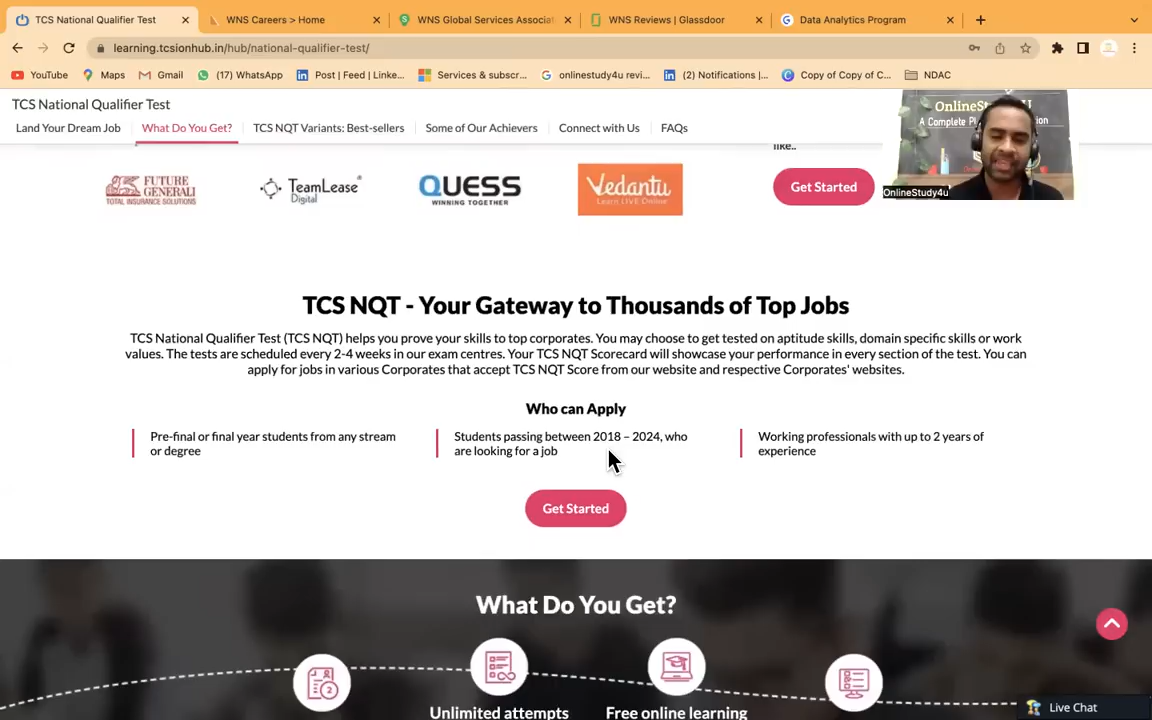 TCS National Qualifier Test
WNS Careers > Home
WNS Global Services Associat
WNS Reviews | Glassdoor
Data Analytics Program
learning.tcsionhub.in/hub/national-qualifier-test/
YouTube
Maps
Gmail
(17) WhatsApp
Post | Feed | Linke...
Services & subscr...
onlinestudy4u revi...
(2) Notifications |...
Copy of Copy of C...
NDAC
TCS National Qualifier Test
Land Your Dream Job
What Do You Get?
TCS NQT Variants: Best-sellers
Some of Our Achievers
Connect with Us
FAQs
OnlineStudy4U
OnlineStudy4u
like..
FUTURE
GENERALI
TOTAL INSURANCE SOLUTIONS
TeamLease
Digital
QUESS
WINNING TOGETHER
Vedantu
Learn LIVE Online
Get Started
TCS NQT - Your Gateway to Thousands of Top Jobs
TCS National Qualifier Test (TCS NQT) helps you prove your skills to top corporates. You may choose to get tested on aptitude skills, domain specific skills or work
values. The tests are scheduled every 2-4 weeks in our exam centres. Your TCS NQT Scorecard will showcase your performance in every section of the test. You can
apply for jobs in various Corporates that accept TCS NQT Score from our website and respective Corporates' websites.
Who can Apply
Pre-final or final year students from any stream
or degree
Students passing between 2018 – 2024, who
are looking for a job
Working professionals with up to 2 years of
experience
Get Started
What Do You Get?
2
Unlimited attempts
Free online learning
Live Chat